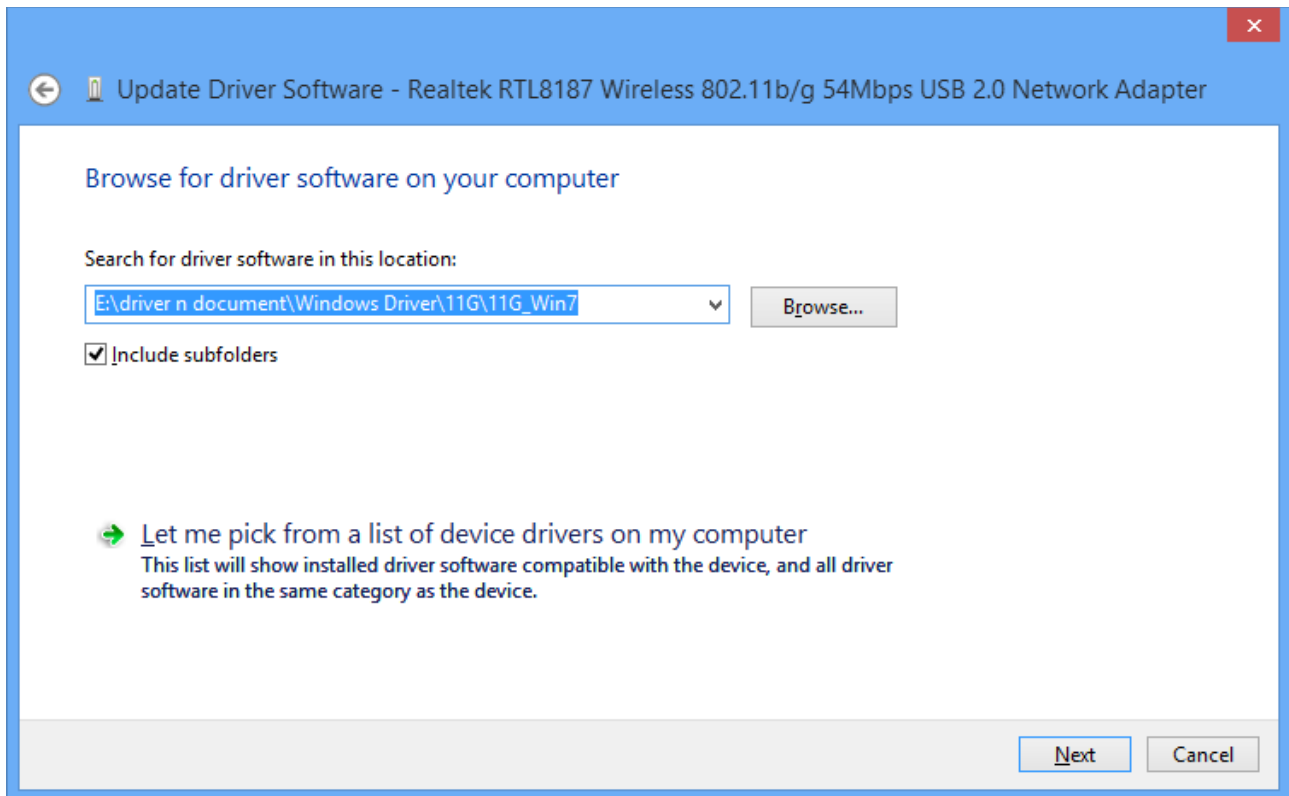 Update Driver Software - Realtek RTL8187 Wireless 802.11b/g 54Mbps USB 2.0 Network Adapter
Browse for driver software on your computer
Search for driver software in this location:
E:\driver n document\Windows Driver\11G\11G_Win7
Browse...
Include subfolders
Let me pick from a list of device drivers on my computer
This list will show installed driver software compatible with the device, and all driver
software in the same category as the device.
Next
Cancel